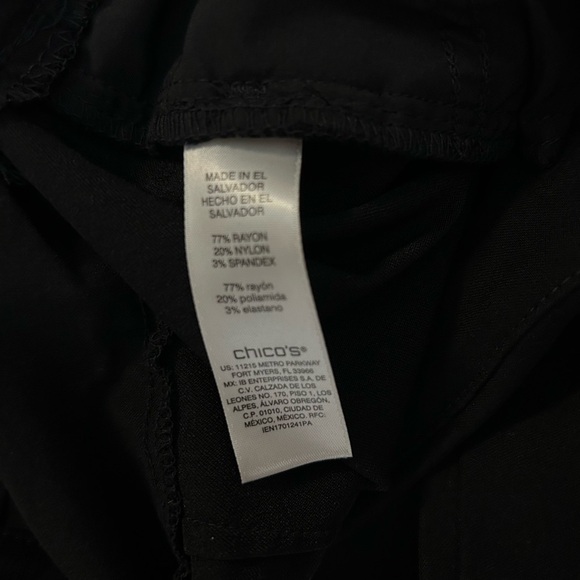 MADE IN EL
SALVADOR
HECHO EN EL
SALVADOR
77% RAYON
20% NYLON
3% SPANDEX
77% rayón
20% poliamida
3% elastano
chico's®
US: 11215 METRO PARKWAY
FORT MYERS, FL 33966
MX: IB ENTERPRISES S.A. DE
C.V. CALZADA DE LOS
LEONES NO. 170, PISO 1, LOS
ALPES, ÁLVARO OBREGÓN,
C.P. 01010, CIUDAD DE
MÉXICO, MÉXICO. RFC:
IEN1701241PA